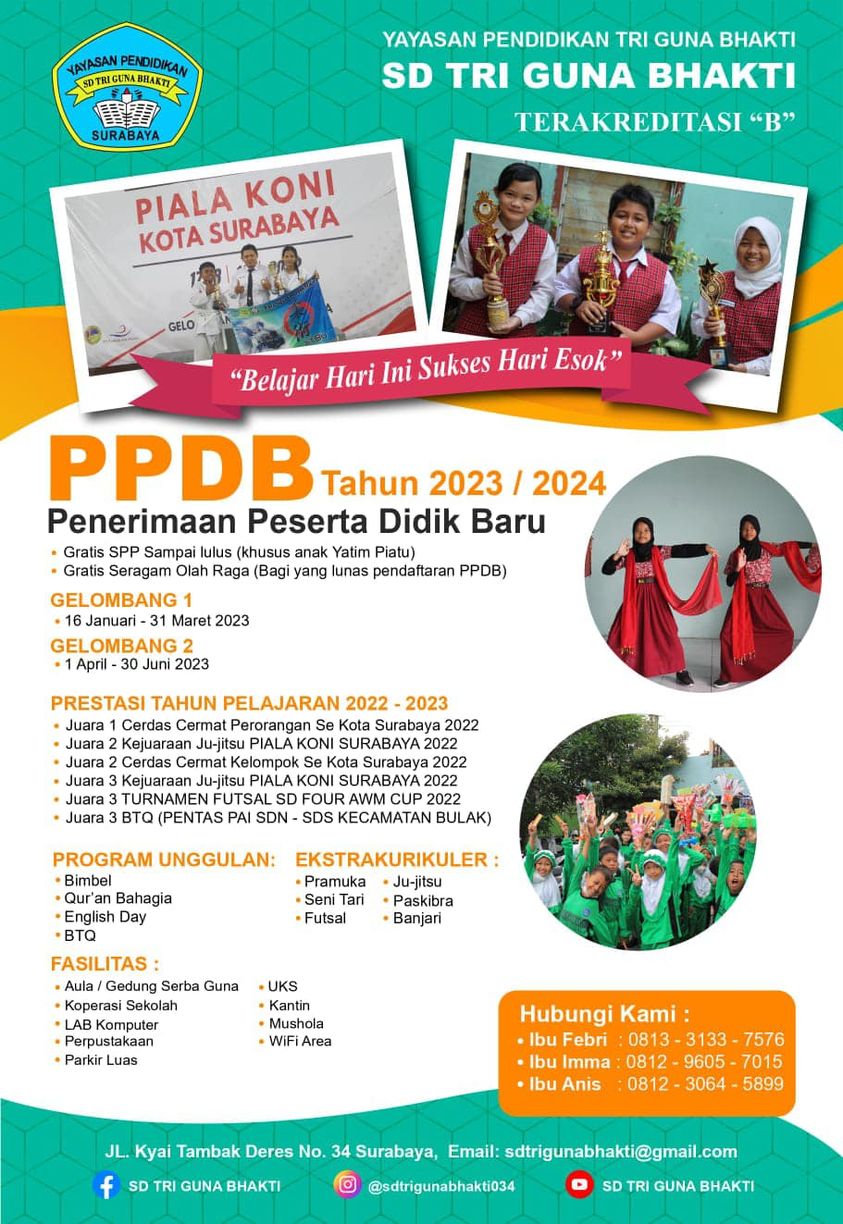 YAYASAN PENDIDIKAN
SD TRI GUNA BHAKTI
SURABAYA
YAYASAN PENDIDIKAN TRI GUNA BHAKTI
SD TRI GUNA BHAKTI
TERAKREDITASI “B”
PIALA KONI
KOTA SURABAYA
“Belajar Hari Ini Sukses Hari Esok”
PPDB Tahun 2023 / 2024
Penerimaan Peserta Didik Baru
• Gratis SPP Sampai lulus (khusus anak Yatim Piatu)
• Gratis Seragam Olah Raga (Bagi yang lunas pendaftaran PPDB)
GELOMBANG 1
• 16 Januari - 31 Maret 2023
GELOMBANG 2
• 1 April - 30 Juni 2023
PRESTASI TAHUN PELAJARAN 2022 - 2023
• Juara 1 Cerdas Cermat Perorangan Se Kota Surabaya 2022
• Juara 2 Kejuaraan Ju-jitsu PIALA KONI SURABAYA 2022
• Juara 2 Cerdas Cermat Kelompok Se Kota Surabaya 2022
• Juara 3 Kejuaraan Ju-jitsu PIALA KONI SURABAYA 2022
• Juara 3 TURNAMEN FUTSAL SD FOUR AWM CUP 2022
• Juara 3 BTQ (PENTAS PAI SDN - SDS KECAMATAN BULAK)
PROGRAM UNGGULAN:
• Bimbel
• Qur’an Bahagia
• English Day
• BTQ
EKSTRAKURIKULER :
• Pramuka • Ju-jitsu
• Seni Tari • Paskibra
• Futsal • Banjari
FASILITAS :
• Aula / Gedung Serba Guna • UKS
• Koperasi Sekolah • Kantin
• LAB Komputer • Mushola
• Perpustakaan • WiFi Area
• Parkir Luas
Hubungi Kami :
• Ibu Febri : 0813 - 3133 - 7576
• Ibu Imma : 0812 - 9605 - 7015
• Ibu Anis : 0812 - 3064 - 5899
JL. Kyai Tambak Deres No. 34 Surabaya, Email: sdtrigunabhakti@gmail.com
SD TRI GUNA BHAKTI @sdtrigunabhakti034 SD TRI GUNA BHAKTI